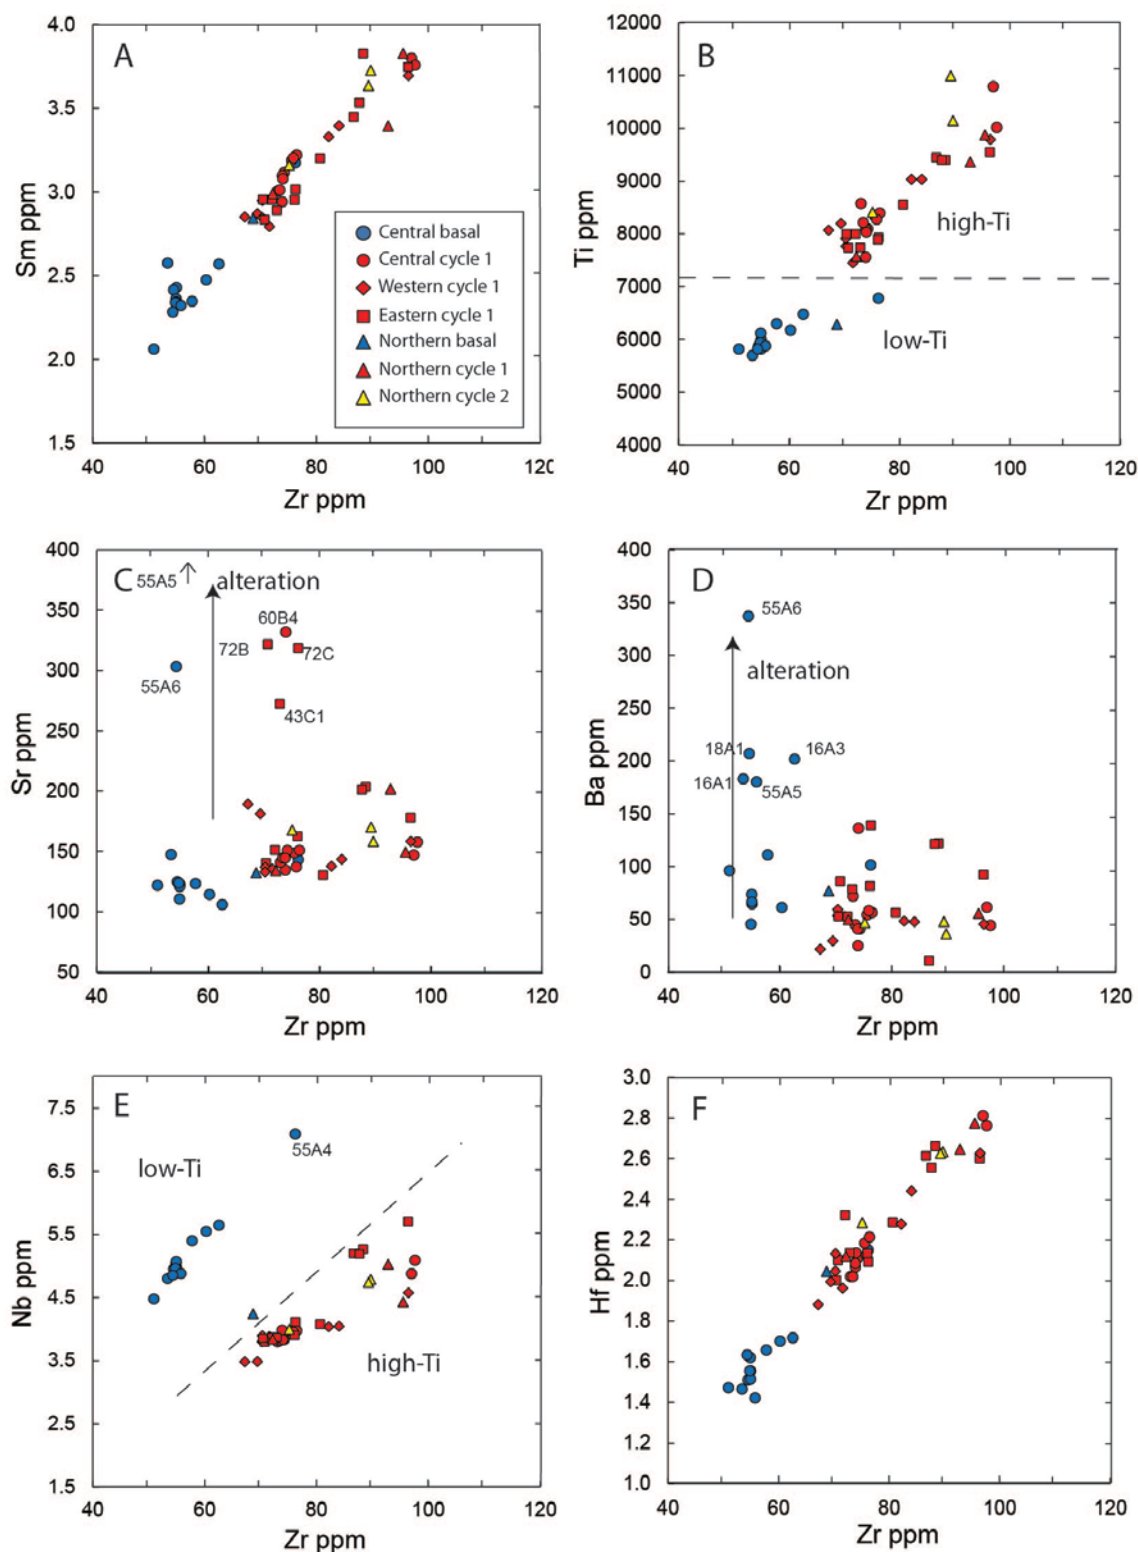 A
4.0
3.5
3.0
2.5
2.0
1.5
Sm ppm
40
60
80
100
120
Zr ppm
Central basal
Central cycle 1
Western cycle 1
Eastern cycle 1
Northern basal
Northern cycle 1
Northern cycle 2
B
12000
11000
10000
9000
8000
7000
6000
5000
4000
Ti ppm
high-Ti
low-Ti
40
60
80
100
120
Zr ppm
C
400
350
300
250
200
150
100
50
Sr ppm
55A5
alteration
60B4
72B
72C
55A6
43C1
40
60
80
100
120
Zr ppm
D
400
350
300
250
200
150
100
50
0
Ba ppm
55A6
alteration
18A1
16A3
16A1
55A5
40
60
80
100
120
Zr ppm
E
7.5
6.5
5.5
4.5
3.5
2.5
1.5
Nb ppm
55A4
low-Ti
high-Ti
40
60
80
100
120
Zr ppm
F
3.0
2.8
2.6
2.4
2.2
2.0
1.8
1.6
1.4
1.2
1.0
Hf ppm
40
60
80
100
120
Zr ppm